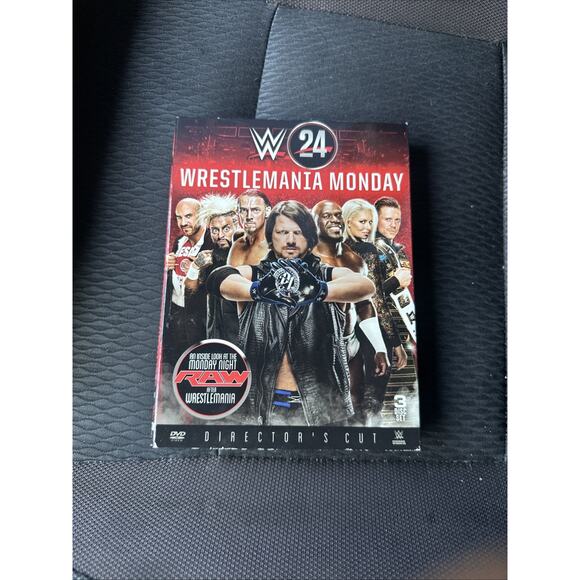 W 24
WRESTLEMANIA MONDAY
AN INSIDE LOOK AT THE
MONDAY NIGHT
RAW
AFTER
WRESTLEMANIA
3
DISC
SET
DVD
DIRECTOR'S CUT